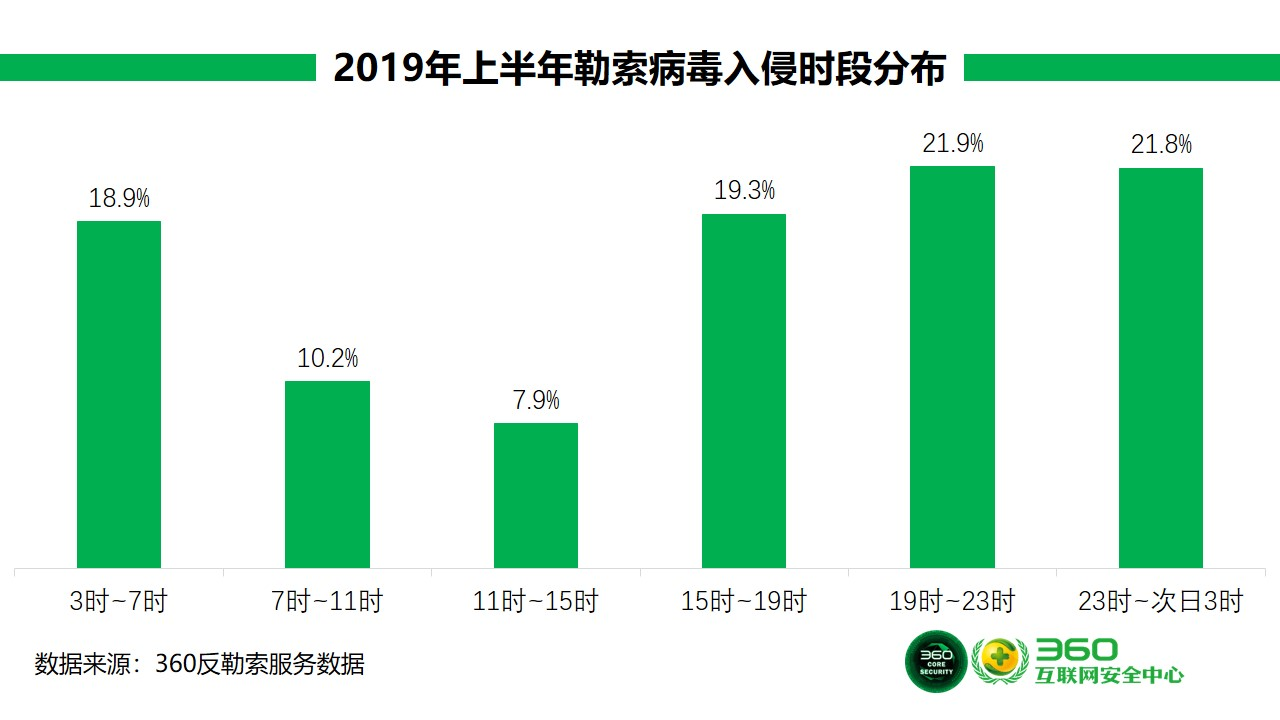 2019年上半年勒索病毒入侵时段分布
18.9%
10.2%
7.9%
19.3%
21.9%
21.8%
3时~7时
7时~11时
11时~15时
15时~19时
19时~23时
23时~次日3时
数据来源：360反勒索服务数据
360
CORE
SECURITY
360
互联网安全中心